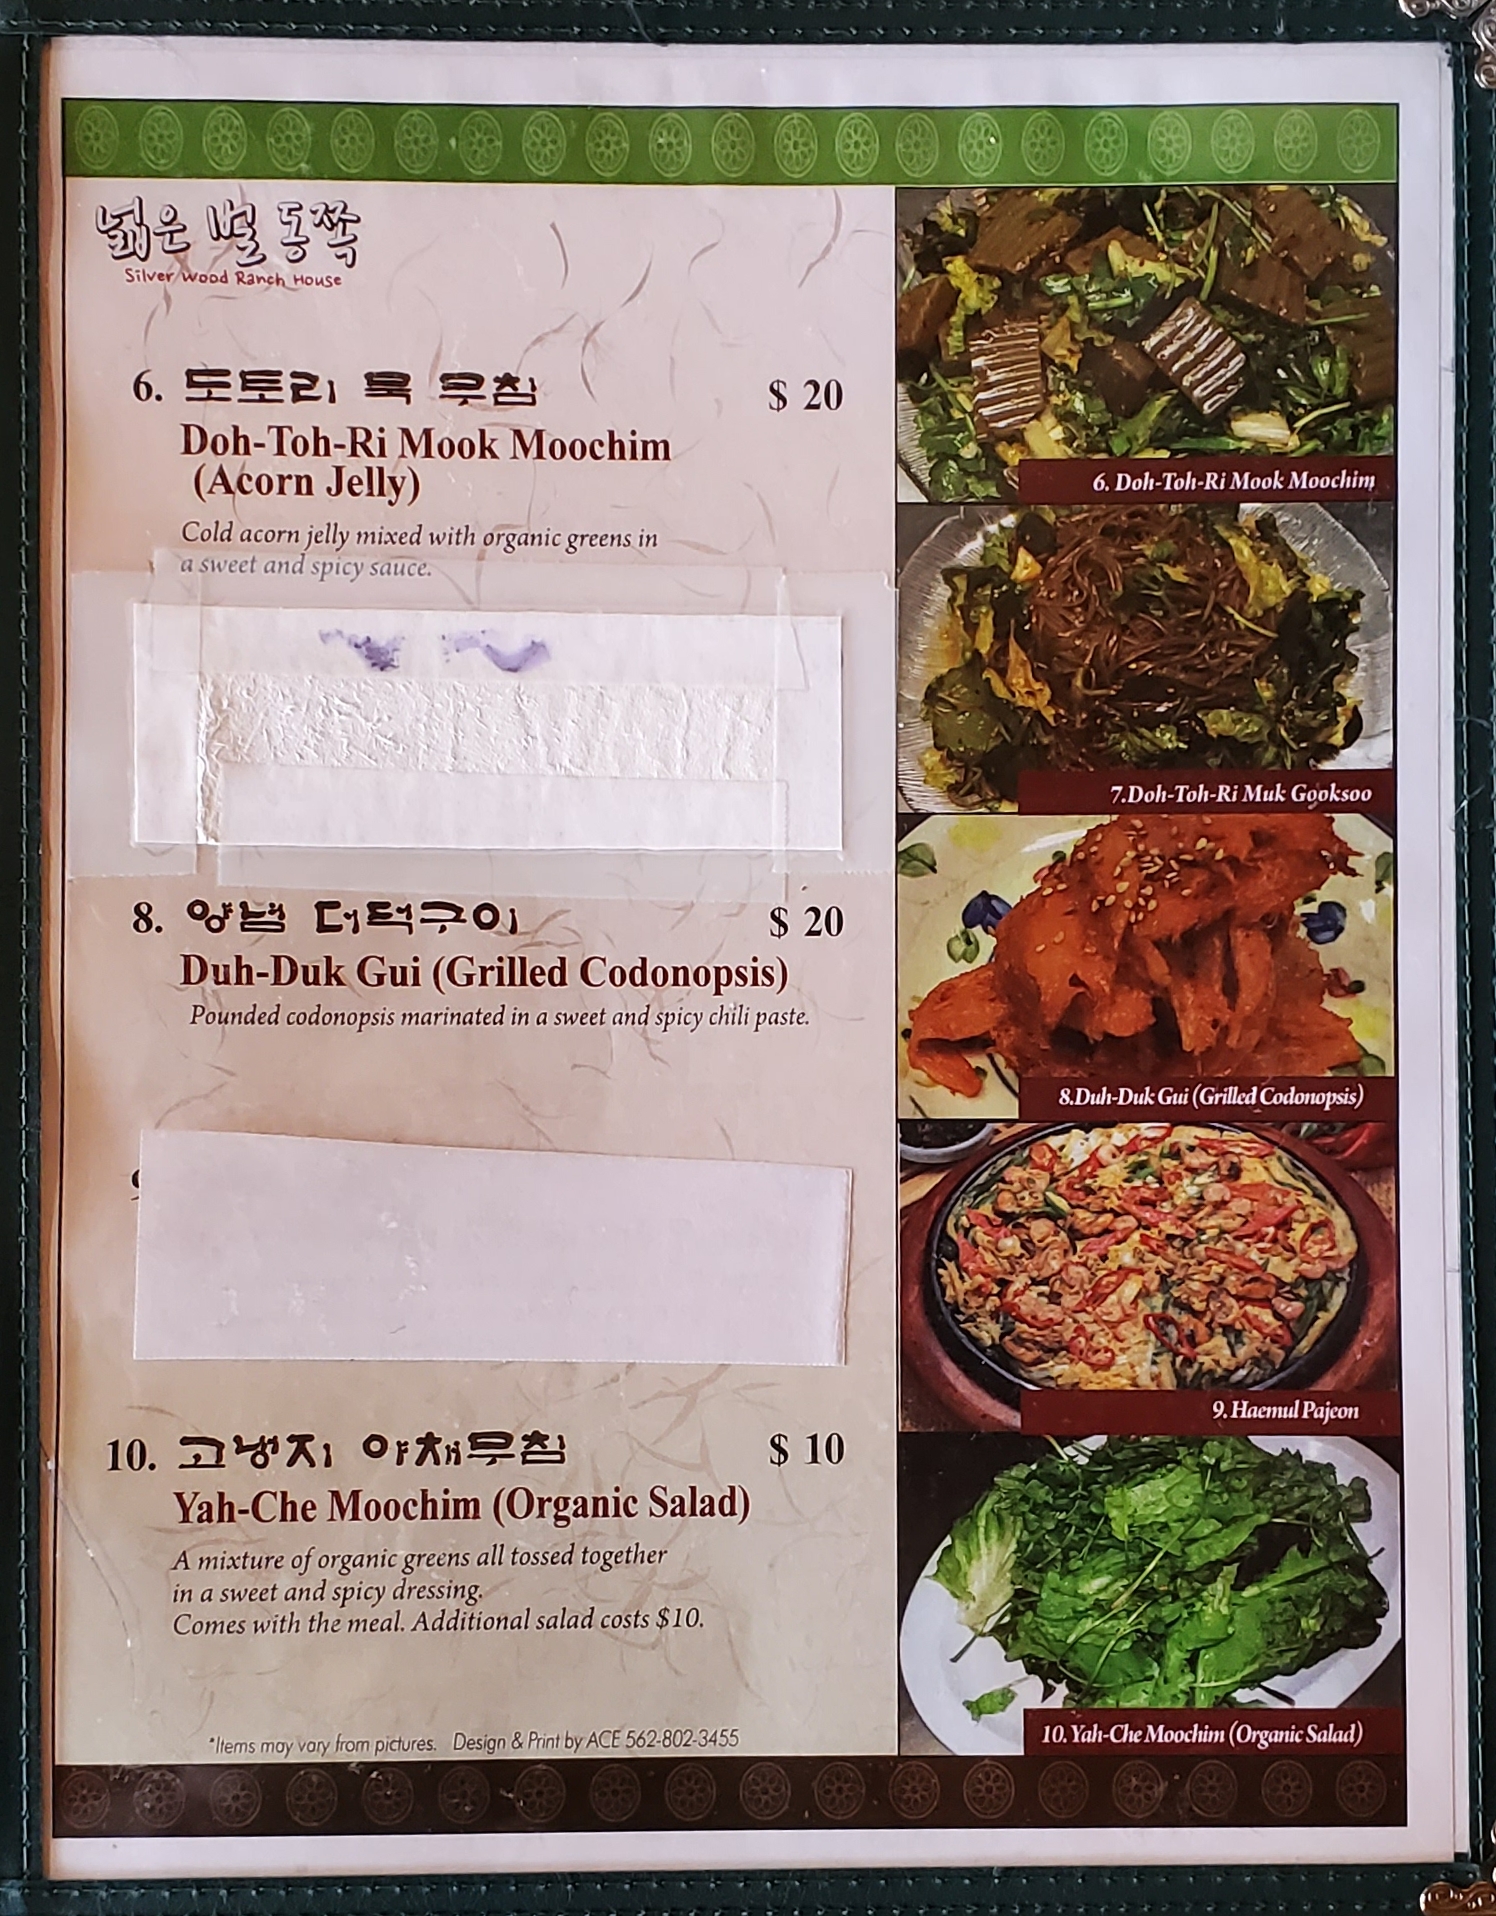 넓은 벌 동쪽
Silver Wood Ranch House
6. 도토리 묵 무침 $ 20
Doh-Toh-Ri Mook Moochim
(Acorn Jelly)
Cold acorn jelly mixed with organic greens in
a sweet and spicy sauce.
8. 양념 더덕구이 $ 20
Duh-Duk Gui (Grilled Codonopsis)
Pounded codonopsis marinated in a sweet and spicy chili paste.
10. 고냉지 야채무침 $ 10
Yah-Che Moochim (Organic Salad)
A mixture of organic greens all tossed together
in a sweet and spicy dressing.
Comes with the meal. Additional salad costs $10.
*Items may vary from pictures. Design & Print by ACE 562-802-3455
6. Doh-Toh-Ri Mook Moochim
7.Doh-Toh-Ri Muk Gooksoo
8.Duh-Duk Gui (Grilled Codonopsis)
9. Haemul Pajeon
10. Yah-Che Moochim (Organic Salad)